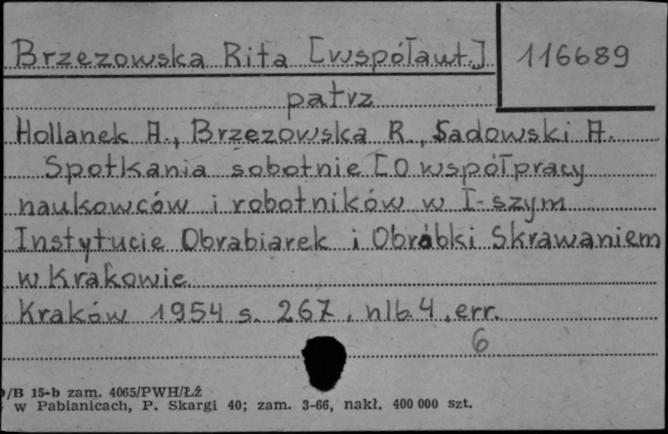 Brzezowska Rita [współaut.] 116689
patrz
Hollanek A., Brzezowska R., Sadowski A.
Spotkania sobotnie [O współpracy
naukowców i robotników w I-szym
Instytucie Obrabiarek i Obróbki Skrawaniem
w Krakowie
Kraków 1954 s. 267, nlb. 4, err.
6
/B 15-b zam. 4065/PWH/Łź
w Pabianicach, P. Skargi 40; zam. 3-66, nakł. 400 000 szt.